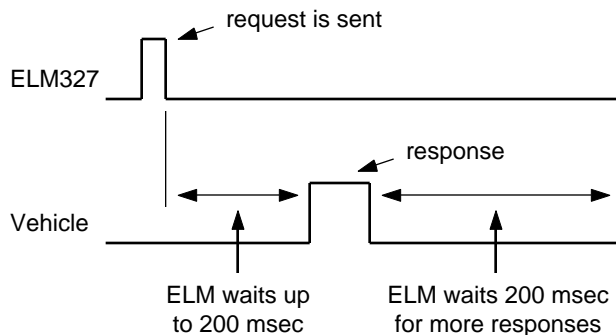 request is sent
ELM327
response
Vehicle
ELM waits up
to 200 msec
ELM waits 200 msec
for more responses